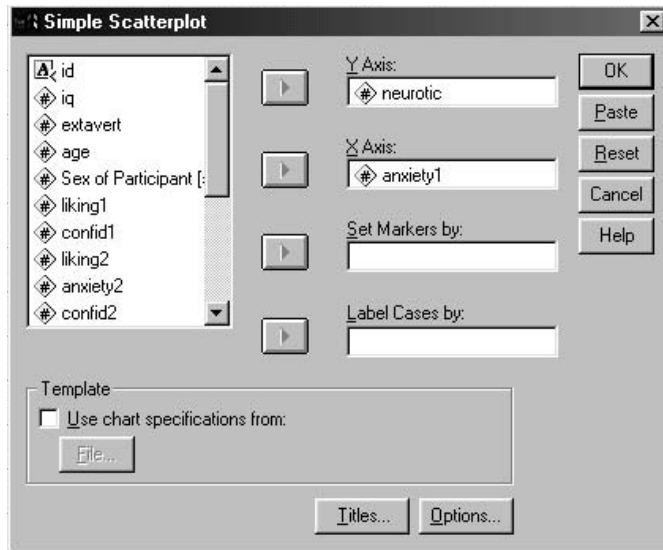 Simple Scatterplot
id
iq
extavert
age
Sex of Participant [
liking1
confid1
liking2
anxiety2
confid2
Y Axis:
neurotic
X Axis:
anxiety1
Set Markers by:
Label Cases by:
OK
Paste
Reset
Cancel
Help
Template
Use chart specifications from:
File...
Titles...
Options...